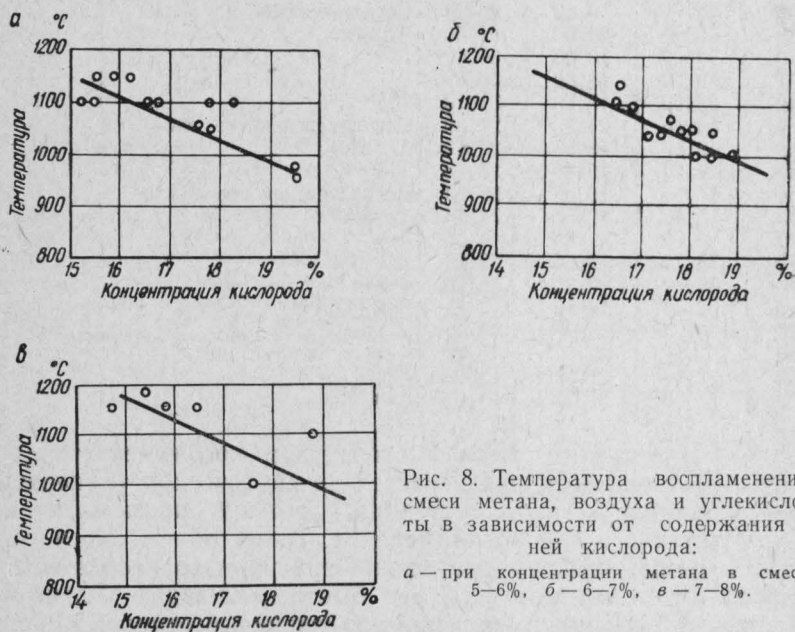 а
°C
1200
1100
1000
900
800
Температура
15 16 17 18 19 %
Концентрация кислорода
б
°C
1200
1100
1000
900
800
Температура
14 15 16 17 18 19 %
Концентрация кислорода
в
°C
1200
1100
1000
900
800
Температура
14 15 16 17 18 19 %
Концентрация кислорода
Рис. 8. Температура воспламенени
смеси метана, воздуха и углекисло
ты в зависимости от содержания
ней кислорода:
а — при концентрации метана в смес
5—6%, б — 6—7%, в — 7—8%.